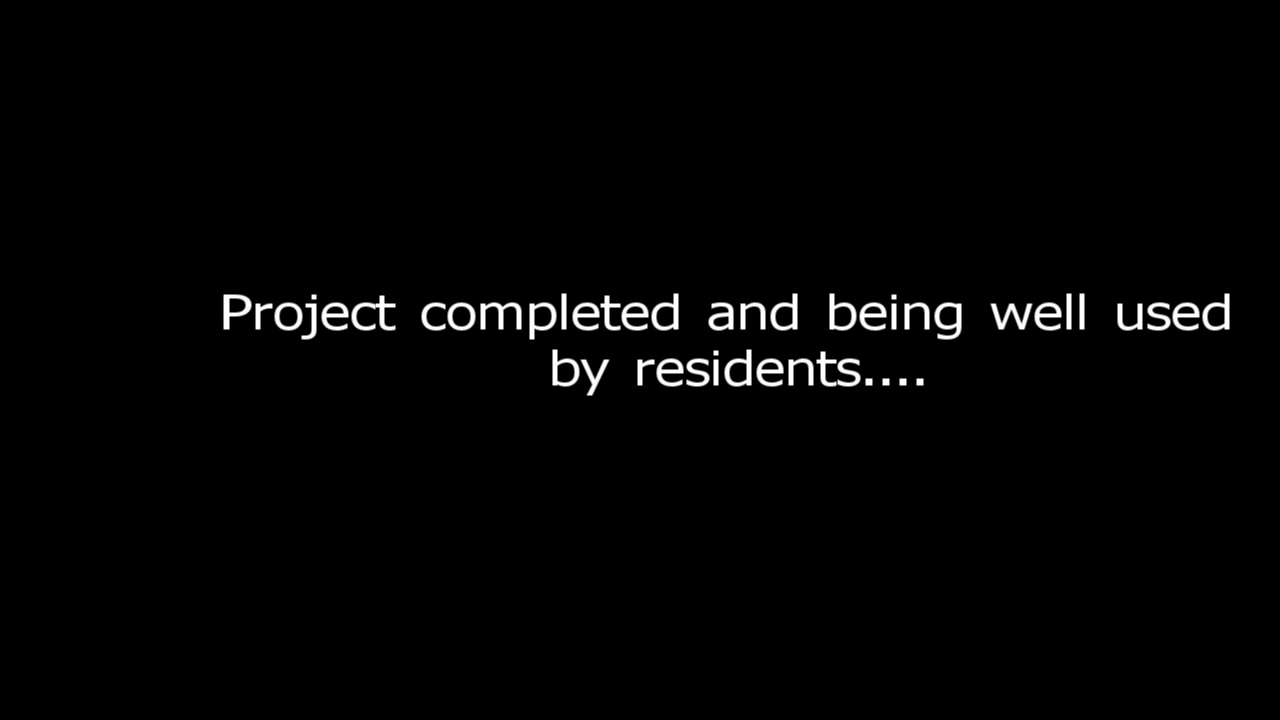 Project completed and being well used
by residents....